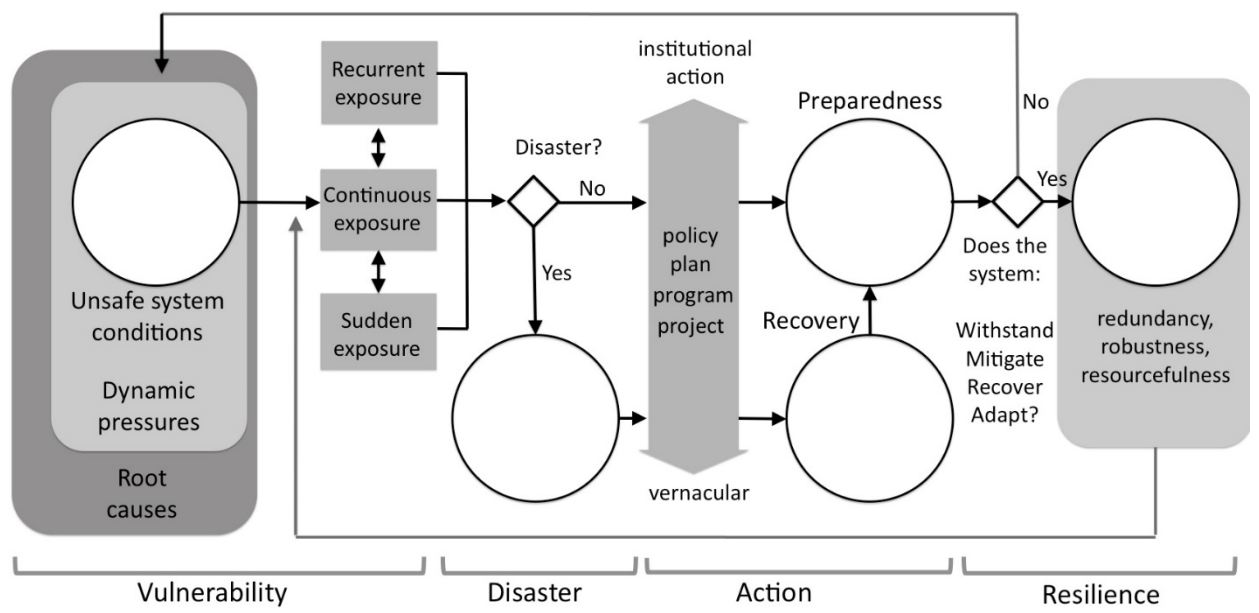 Unsafe system
conditions
Dynamic
pressures
Root
causes
Recurrent
exposure
Continuous
exposure
Sudden
exposure
Disaster?
No
Yes
institutional
action
policy
plan
program
project
vernacular
Preparedness
Recovery
No
Yes
Does the
system:
Withstand
Mitigate
Recover
Adapt?
redundancy,
robustness,
resourcefulness
Vulnerability
Disaster
Action
Resilience